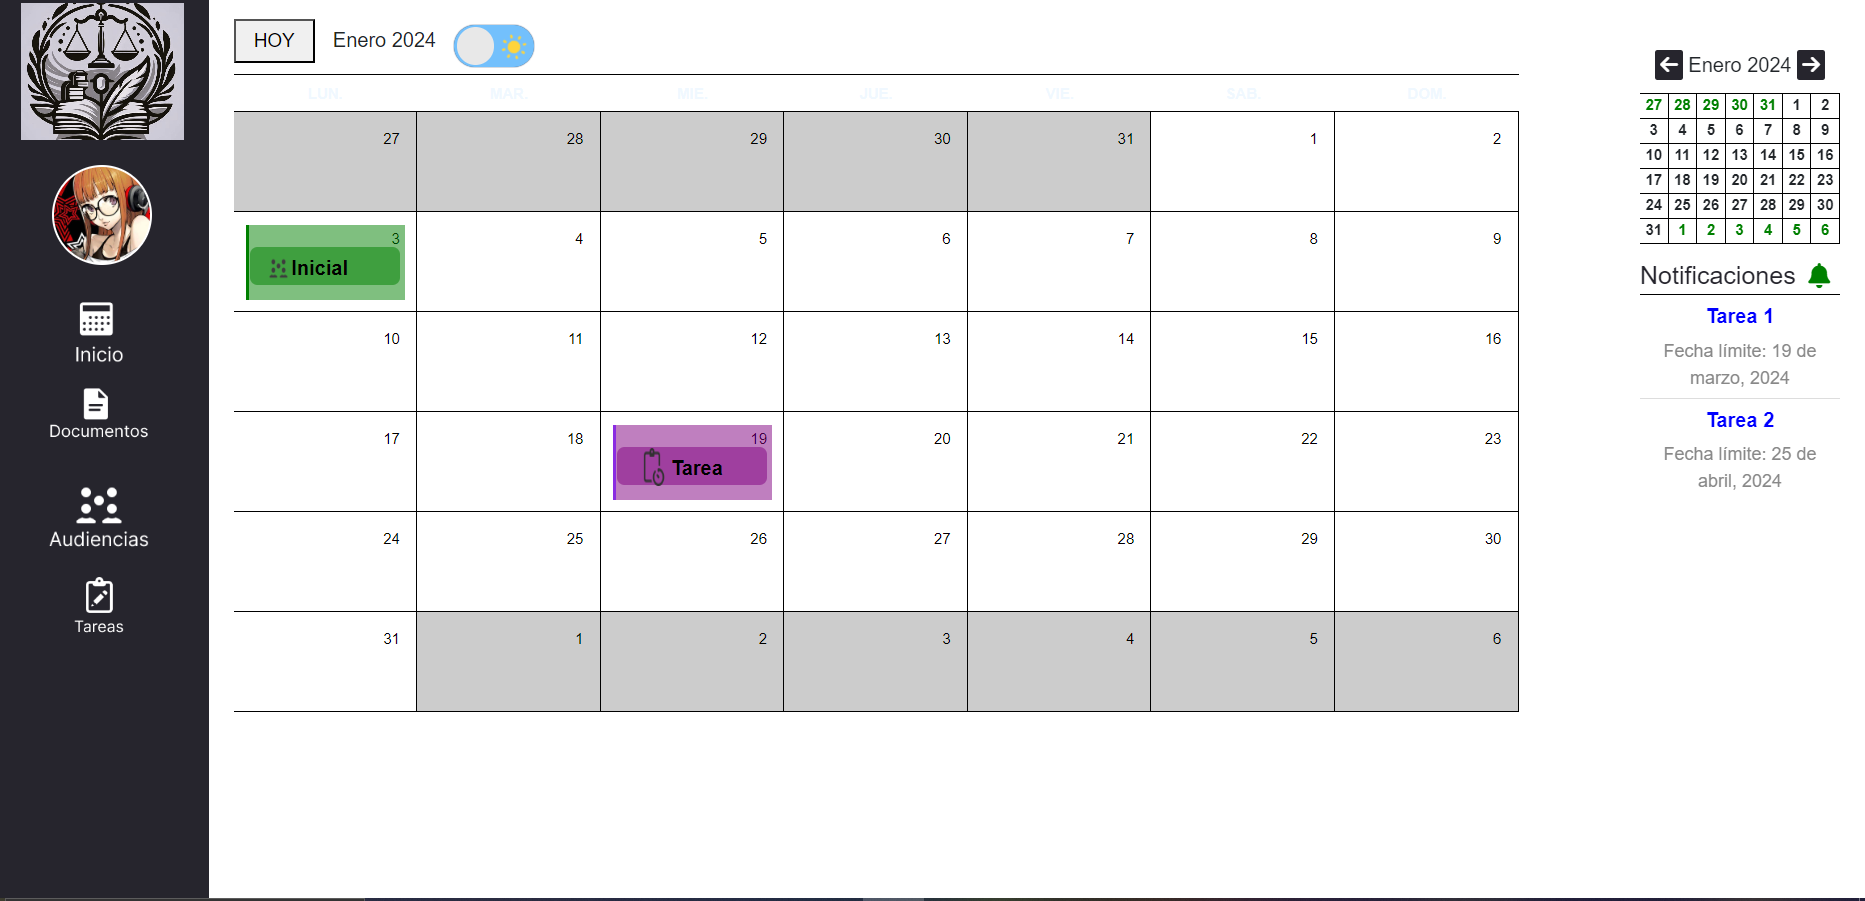 HOY Enero 2024
LUN. MAR. MIE. JUE. VIE. SAB. DOM.
27 28 29 30 31 1 2
3 4 5 6 7 8 9
Inicial
10 11 12 13 14 15 16
17 18 19 20 21 22 23
Tarea
24 25 26 27 28 29 30
31 1 2 3 4 5 6
Inicio
Documentos
Audiencias
Tareas
Enero 2024
27 28 29 30 31 1 2
3 4 5 6 7 8 9
10 11 12 13 14 15 16
17 18 19 20 21 22 23
24 25 26 27 28 29 30
31 1 2 3 4 5 6
Notificaciones
Tarea 1
Fecha límite: 19 de
marzo, 2024
Tarea 2
Fecha límite: 25 de
abril, 2024